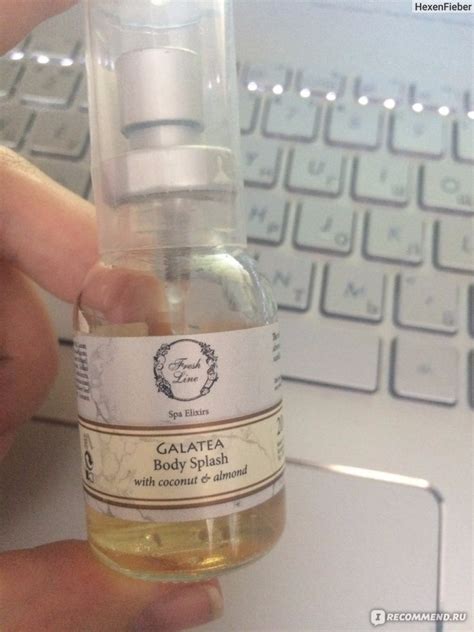 HexenFieber
Fresh
Line
Spa Elixirs
GALATEA
Body Splash
with coconut & almond
I RECOMMEND.RU